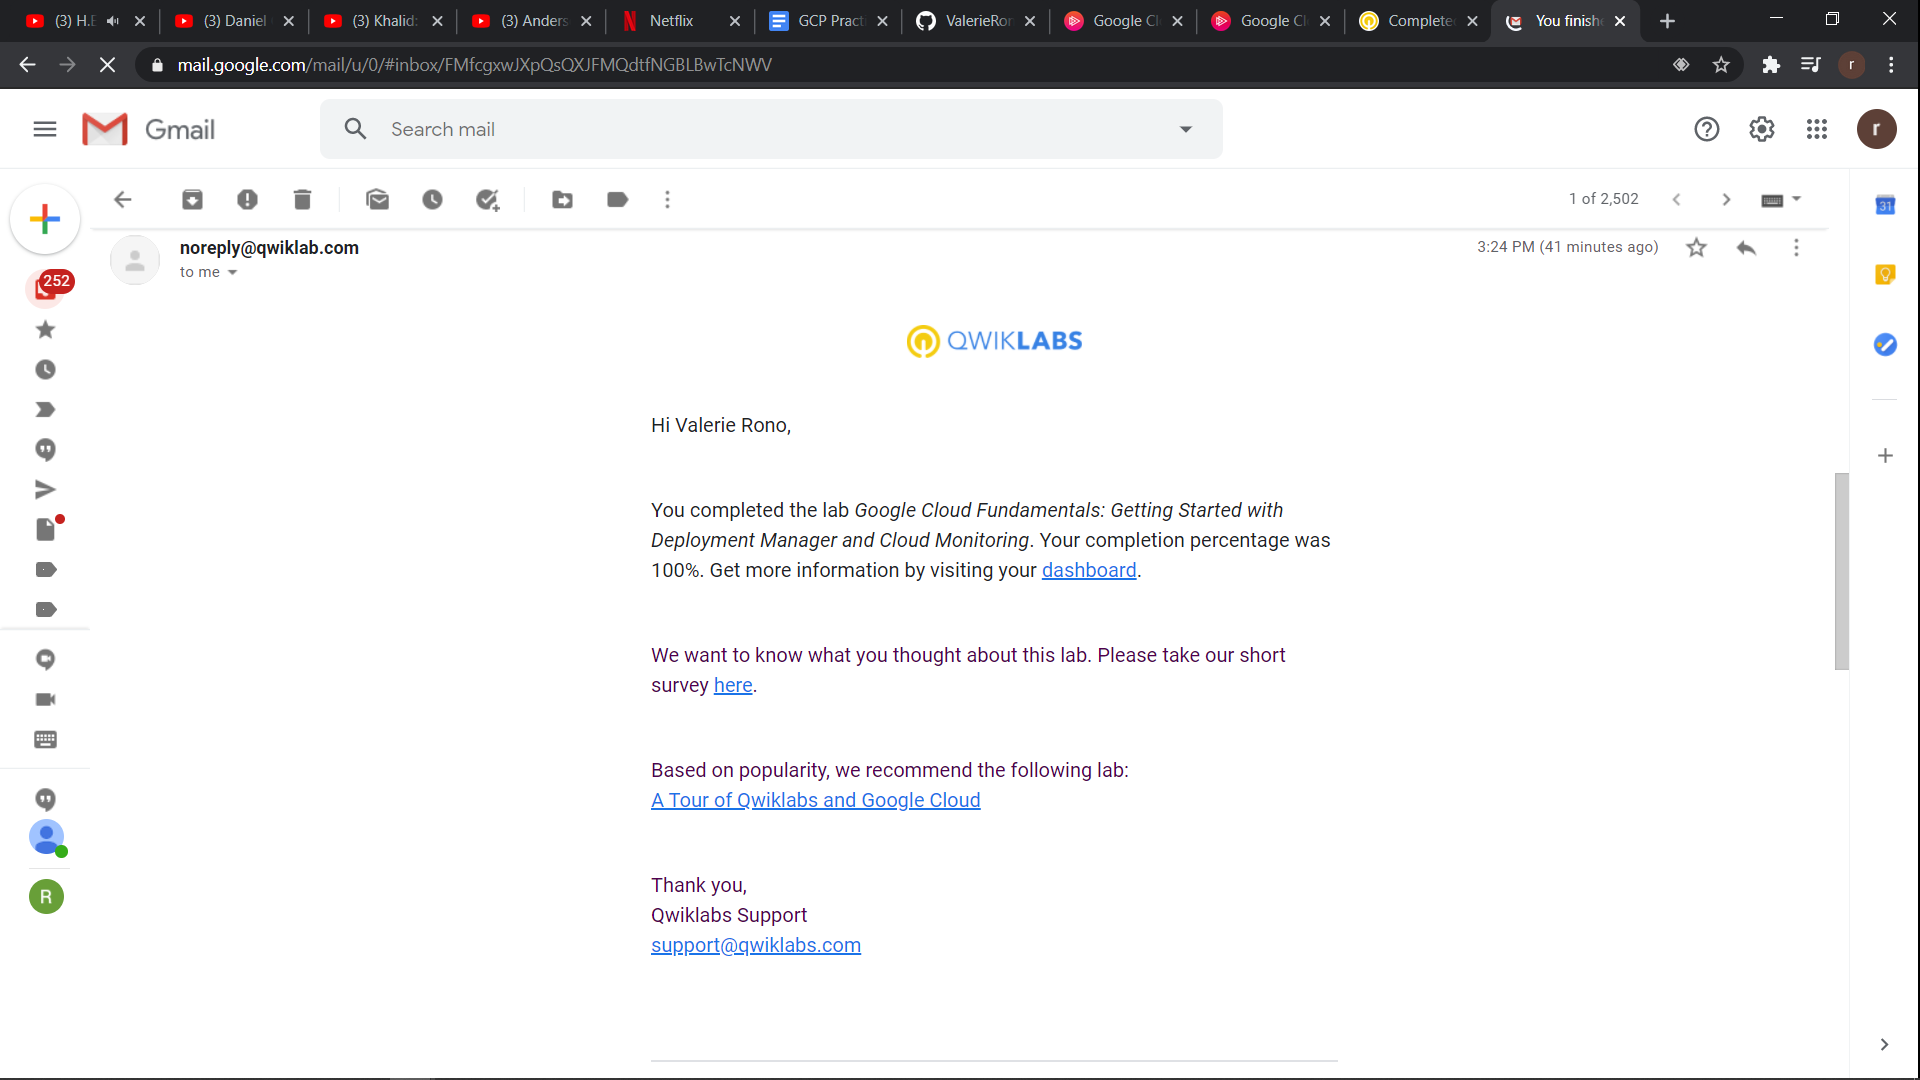 (3) H.E
(3) Daniel
(3) Khalid:
(3) Anders
Netflix
GCP Pract
ValerieRon
Google Cl
Google Cl
Completed
You finish
mail.google.com/mail/u/0/#inbox/FMfcgxwJXpQsQXJFMQdtfNGBLBwTcNWV
r
Gmail
Search mail
r
1 of 2,502
31
noreply@qwiklab.com
3:24 PM (41 minutes ago)
to me
252
QWIKLABS
Hi Valerie Rono,
You completed the lab Google Cloud Fundamentals: Getting Started with
Deployment Manager and Cloud Monitoring. Your completion percentage was
100%. Get more information by visiting your dashboard.
We want to know what you thought about this lab. Please take our short
survey here.
Based on popularity, we recommend the following lab:
A Tour of Qwiklabs and Google Cloud
Thank you,
R
Qwiklabs Support
support@qwiklabs.com